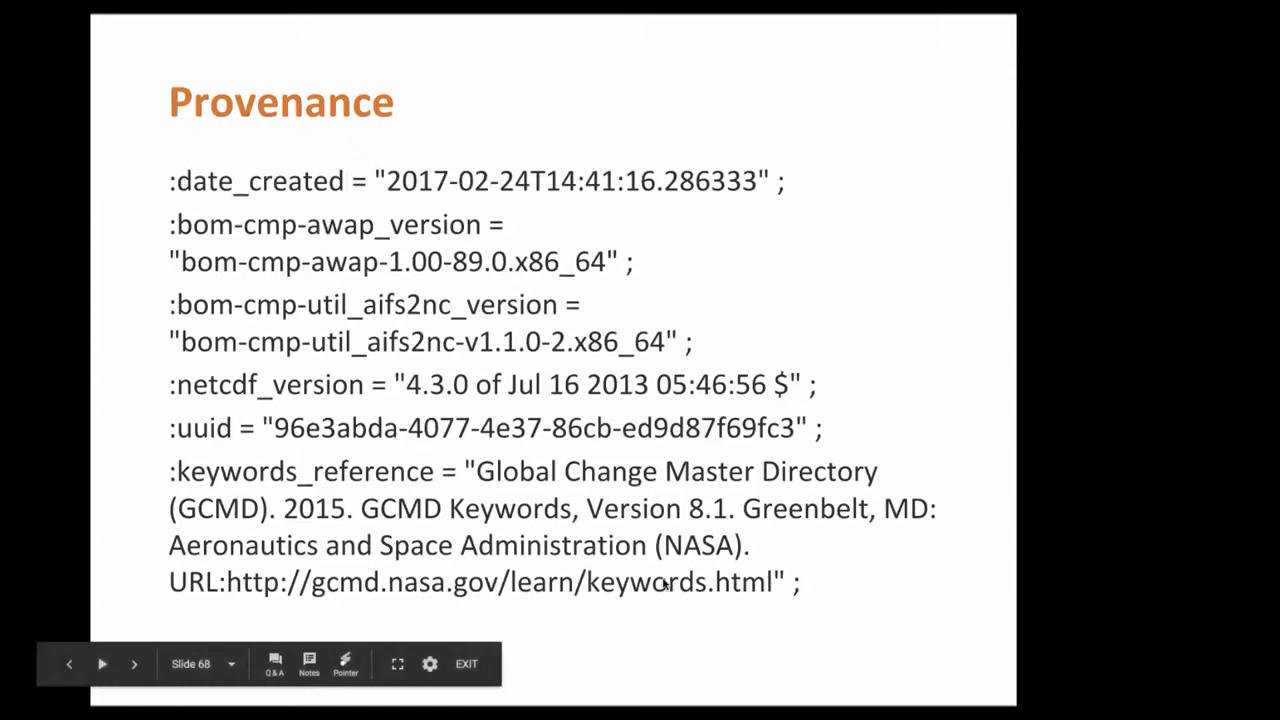 Provenance
:date_created = "2017-02-24T14:41:16.286333" ;
:bom-cmp-awap_version =
"bom-cmp-awap-1.00-89.0.x86_64" ;
:bom-cmp-util_aifs2nc_version =
"bom-cmp-util_aifs2nc-v1.1.0-2.x86_64" ;
:netcdf_version = "4.3.0 of Jul 16 2013 05:46:56 $" ;
:uuid = "96e3abda-4077-4e37-86cb-ed9d87f69fc3" ;
:keywords_reference = "Global Change Master Directory
(GCMD). 2015. GCMD Keywords, Version 8.1. Greenbelt, MD:
Aeronautics and Space Administration (NASA).
URL:http://gcmd.nasa.gov/learn/keywords.html" ;
Slide 68
Q&A Notes Pointer
EXIT